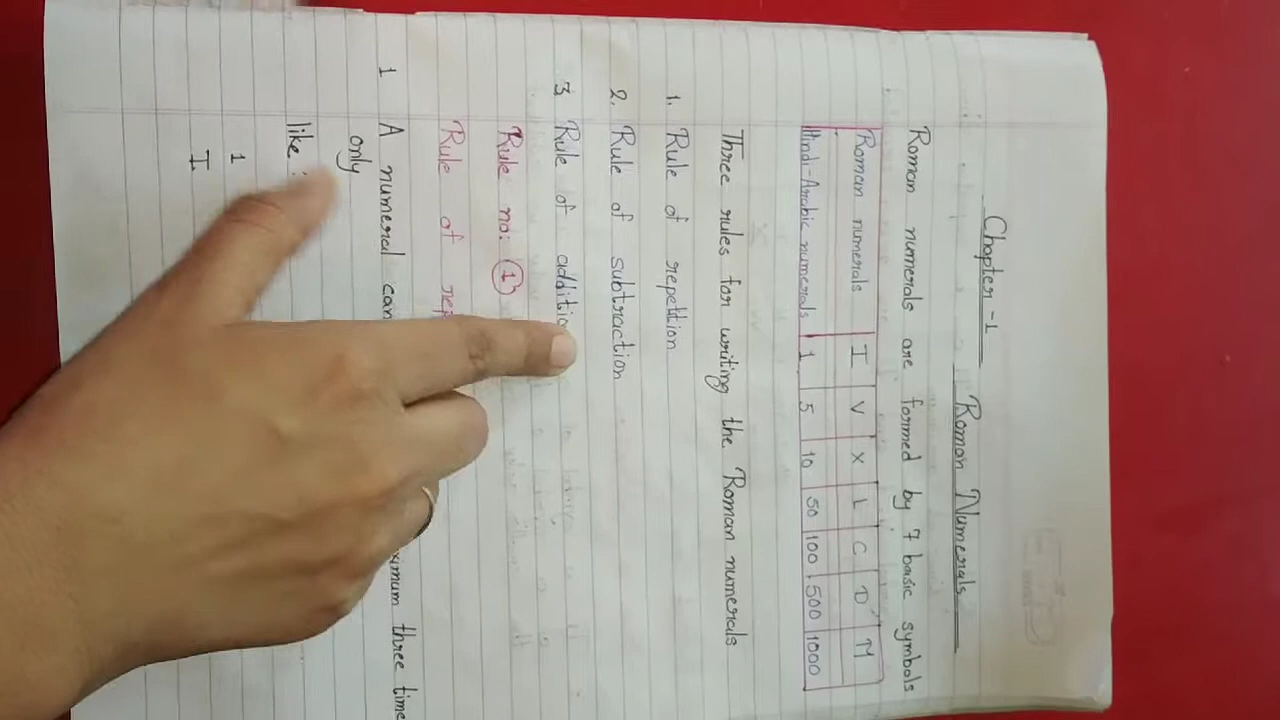 Chapter-1 Roman Numerals
Roman numerals are formed by 7 basic symbols
Roman numerals I V X L C D M
Hindi-Arabic numerals 1 5 10 50 100 500 1000
Three rules for writing the Roman numerals
1. Rule of repetition
2. Rule of subtraction
3. Rule of addition
Rule no: 1
Rule of
1 A numeral can three
only
like :
1
I